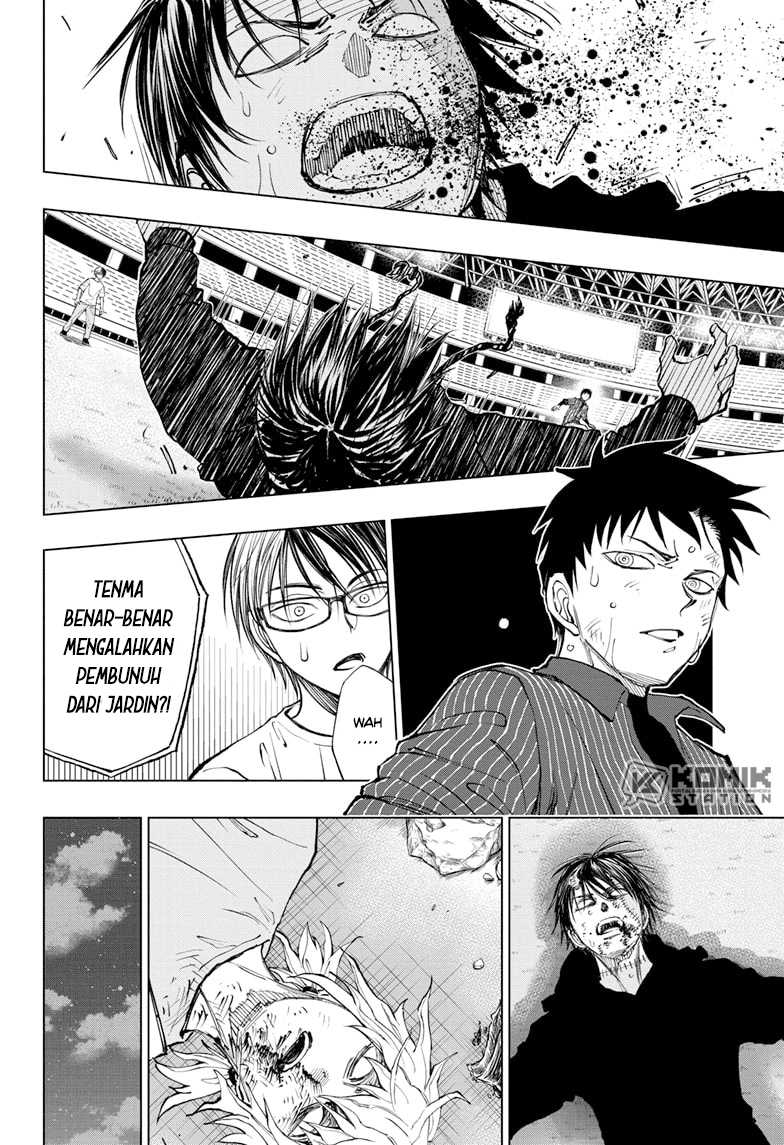 TENMA
BENAR-BENAR
MENGALAHKAN
PEMBUNUH
DARI JARDIN?!
WAH
....
KOMIK
STATION